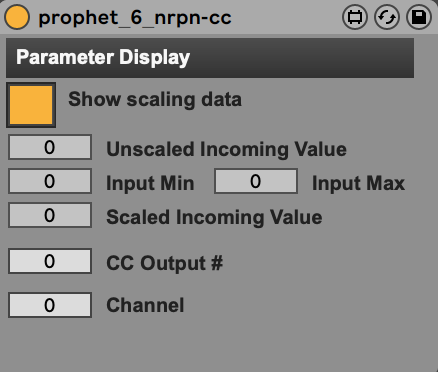 prophet_6_nrpn-cc
Parameter Display
Show scaling data
0 Unscaled Incoming Value
0 Input Min 0 Input Max
0 Scaled Incoming Value
0 CC Output #
0 Channel